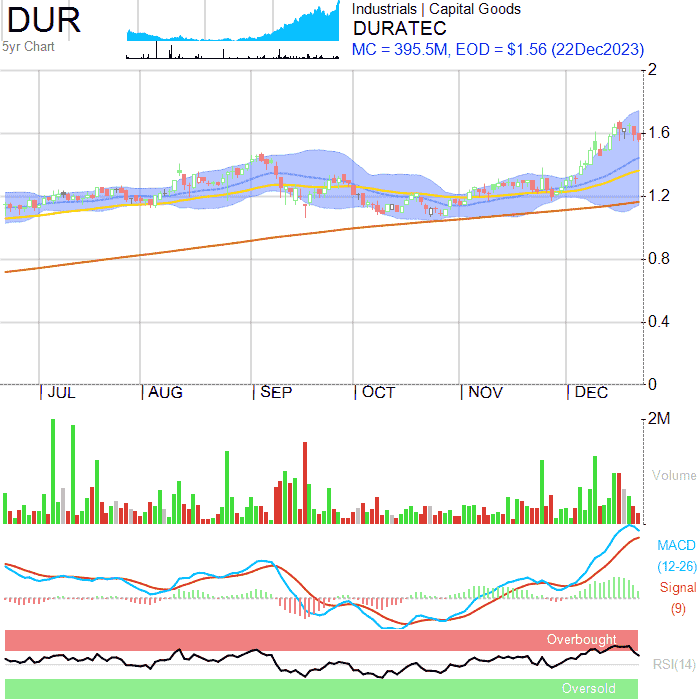 DUR
5yr Chart
Industrials | Capital Goods
DURATEC
MC = 395.5M, EOD = $1.56 (22Dec2023)
2
1.6
1.2
0.8
0.4
0
| JUL | AUG | SEP | OCT | NOV | DEC
2M
Volume
MACD
(12-26)
Signal
(9)
Overbought
RSI(14)
Oversold